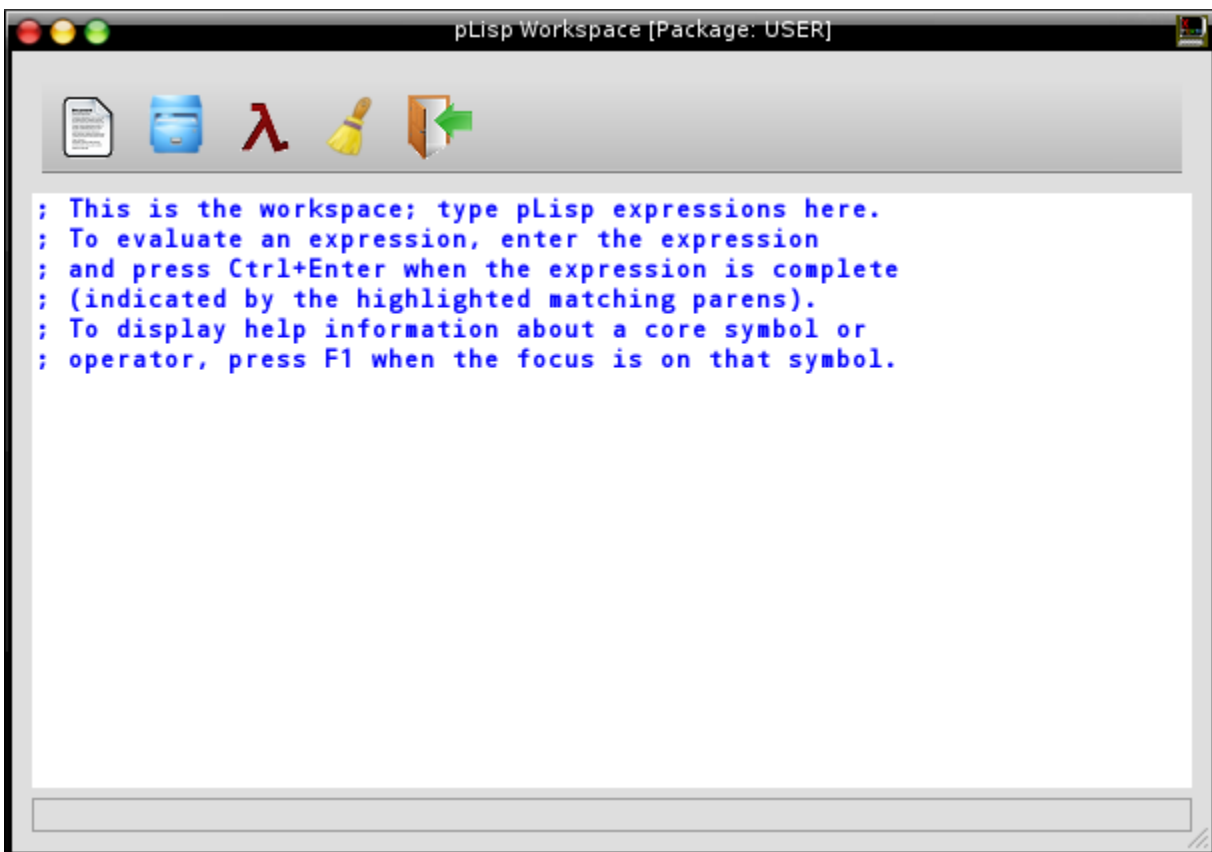 pLisp Workspace [Package: USER]
λ
; This is the workspace; type pLisp expressions here.
; To evaluate an expression, enter the expression
; and press Ctrl+Enter when the expression is complete
; (indicated by the highlighted matching parens).
; To display help information about a core symbol or
; operator, press F1 when the focus is on that symbol.